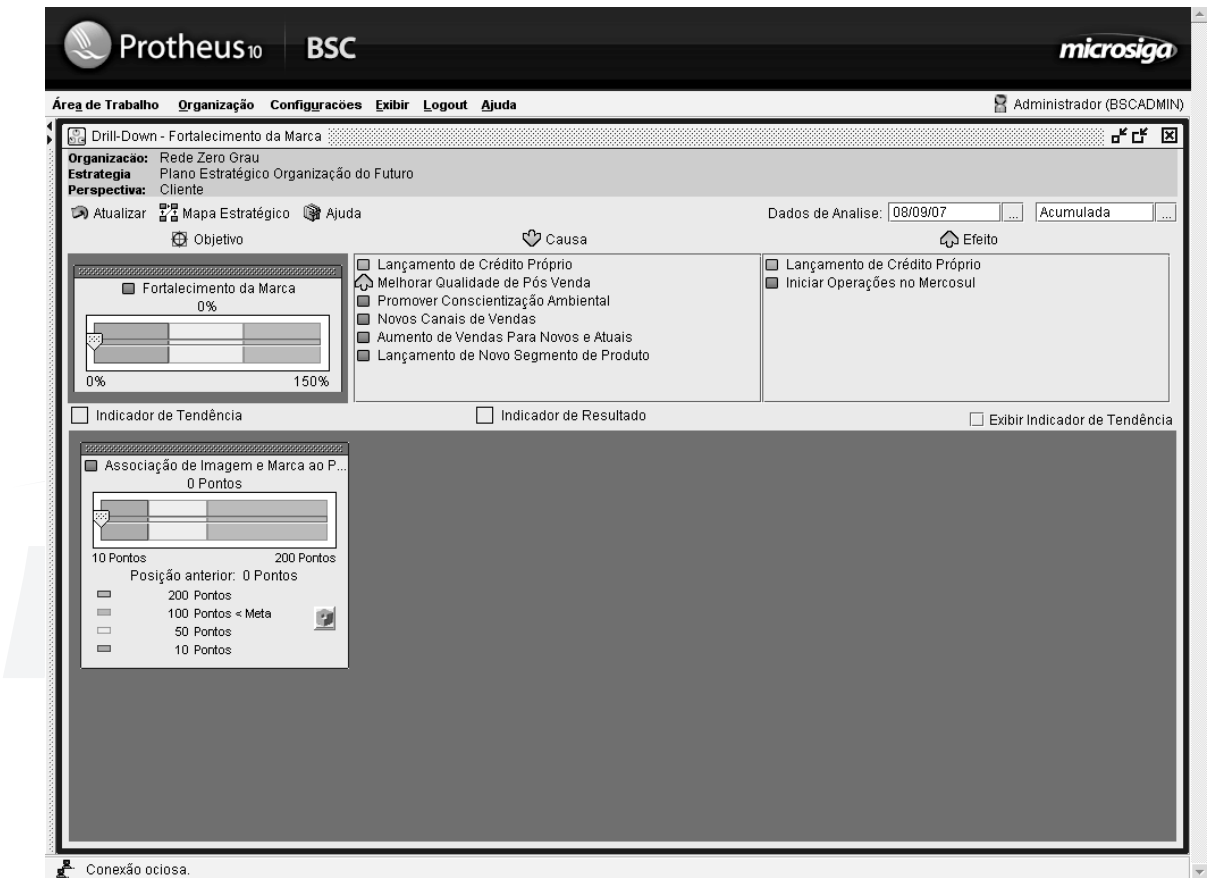 Protheus 10 BSC microsiga
Área de Trabalho Organização Configuracões Exibir Logout Ajuda Administrador (BSCADMIN)
Drill-Down - Fortalecimento da Marca
Organizacão: Rede Zero Grau
Estrategia Plano Estratégico Organização do Futuro
Perspectiva: Cliente
Atualizar Mapa Estratégico Ajuda Dados de Analise: 08/09/07 ... Acumulada ...
Objetivo Causa Efeito
Fortalecimento da Marca
0%
0% 150%
Lançamento de Crédito Próprio
Melhorar Qualidade de Pós Venda
Promover Conscientização Ambiental
Novos Canais de Vendas
Aumento de Vendas Para Novos e Atuais
Lançamento de Novo Segmento de Produto
Lançamento de Crédito Próprio
Iniciar Operações no Mercosul
Indicador de Tendência Indicador de Resultado Exibir Indicador de Tendência
Associação de Imagem e Marca ao P...
0 Pontos
10 Pontos 200 Pontos
Posição anterior: 0 Pontos
200 Pontos
100 Pontos < Meta
50 Pontos
10 Pontos
Conexão ociosa.